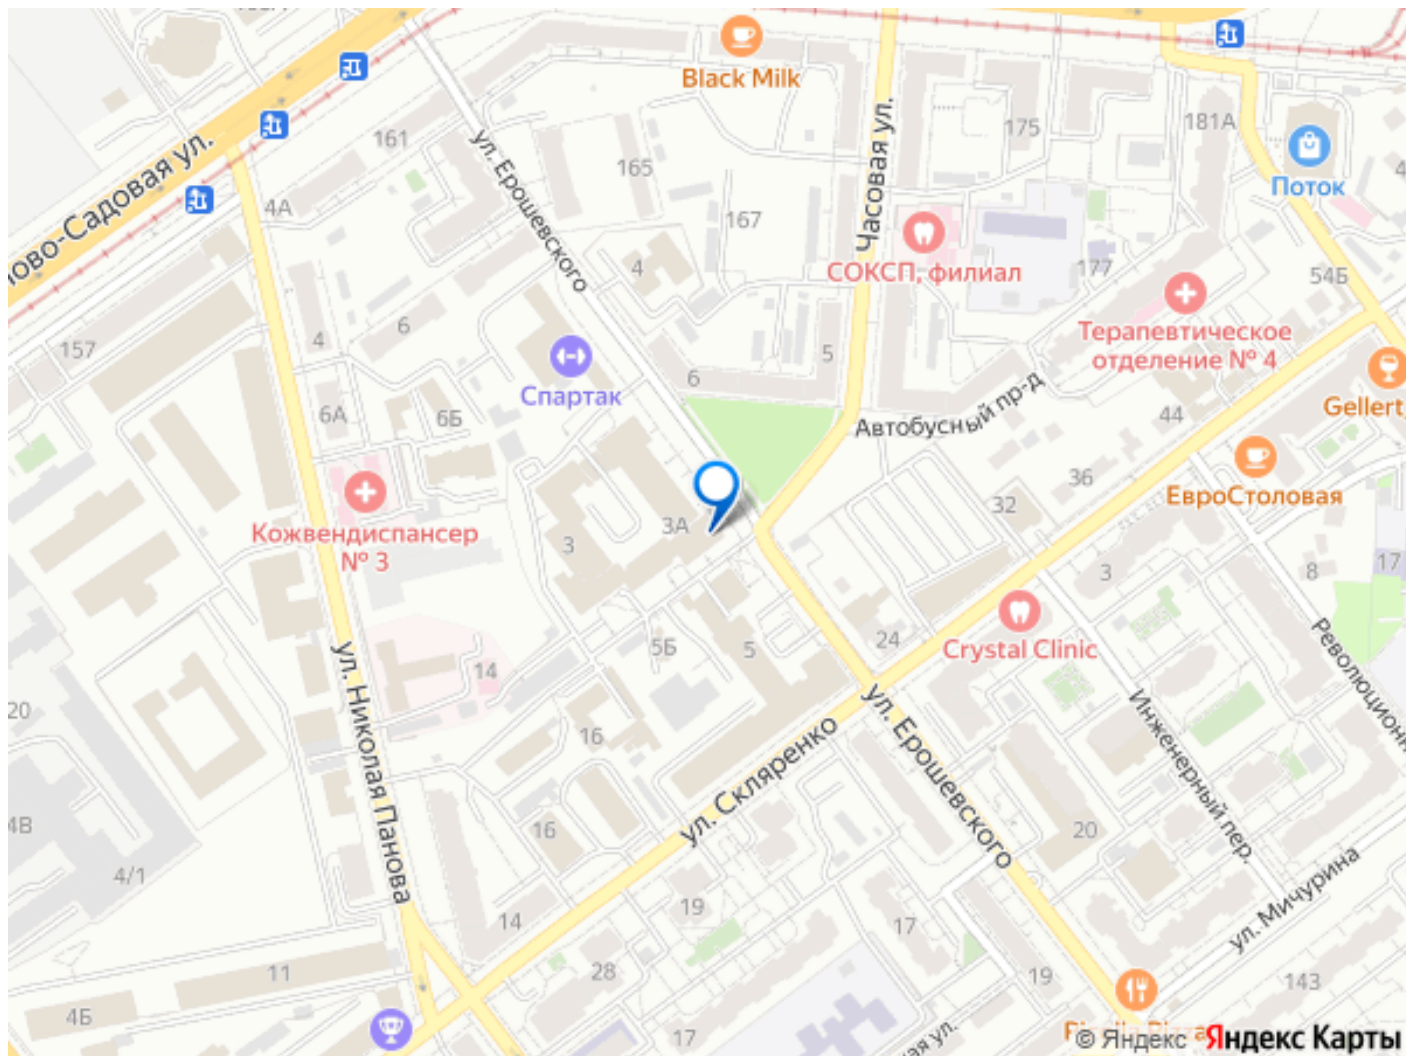 Black Milk
161
ул. Ерошевского
165
167
175
181А
Поток
Часовая ул.
4А
СОКСП, филиал
177
54Б
4
6
4
157
Спартак
6
5
Терапевтическое
отделение № 4
Gellert
6А
6Б
Автобусный пр-д
44
36
ЕвроСтоловая
Кожвендиспансер
№ 3
3А
3
32
3
8
17
Crystal Clinic
24
5Б
5
14
16
20
ул. Николая Панова
ул. Скляренко
ул. Ерошевского
Инженерный пер.
ул. Мичурина
4В
4/1
16
20
14
19
17
11
28
19
143
4Б
17
© Яндекс Яндекс Карты